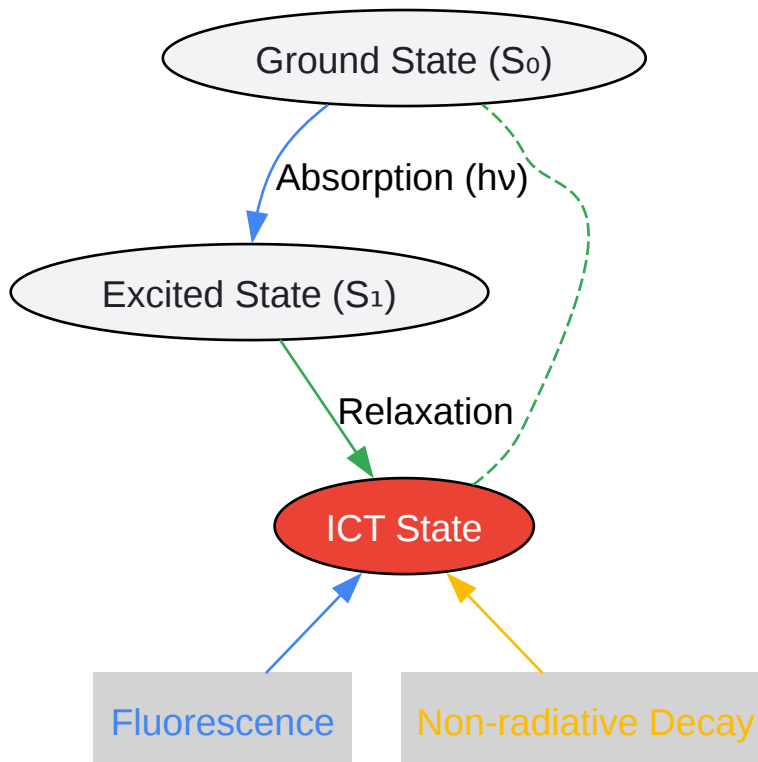 Ground State (S₀)
Absorption (hν)
Excited State (S₁)
Relaxation
ICT State
Fluorescence
Non-radiative Decay